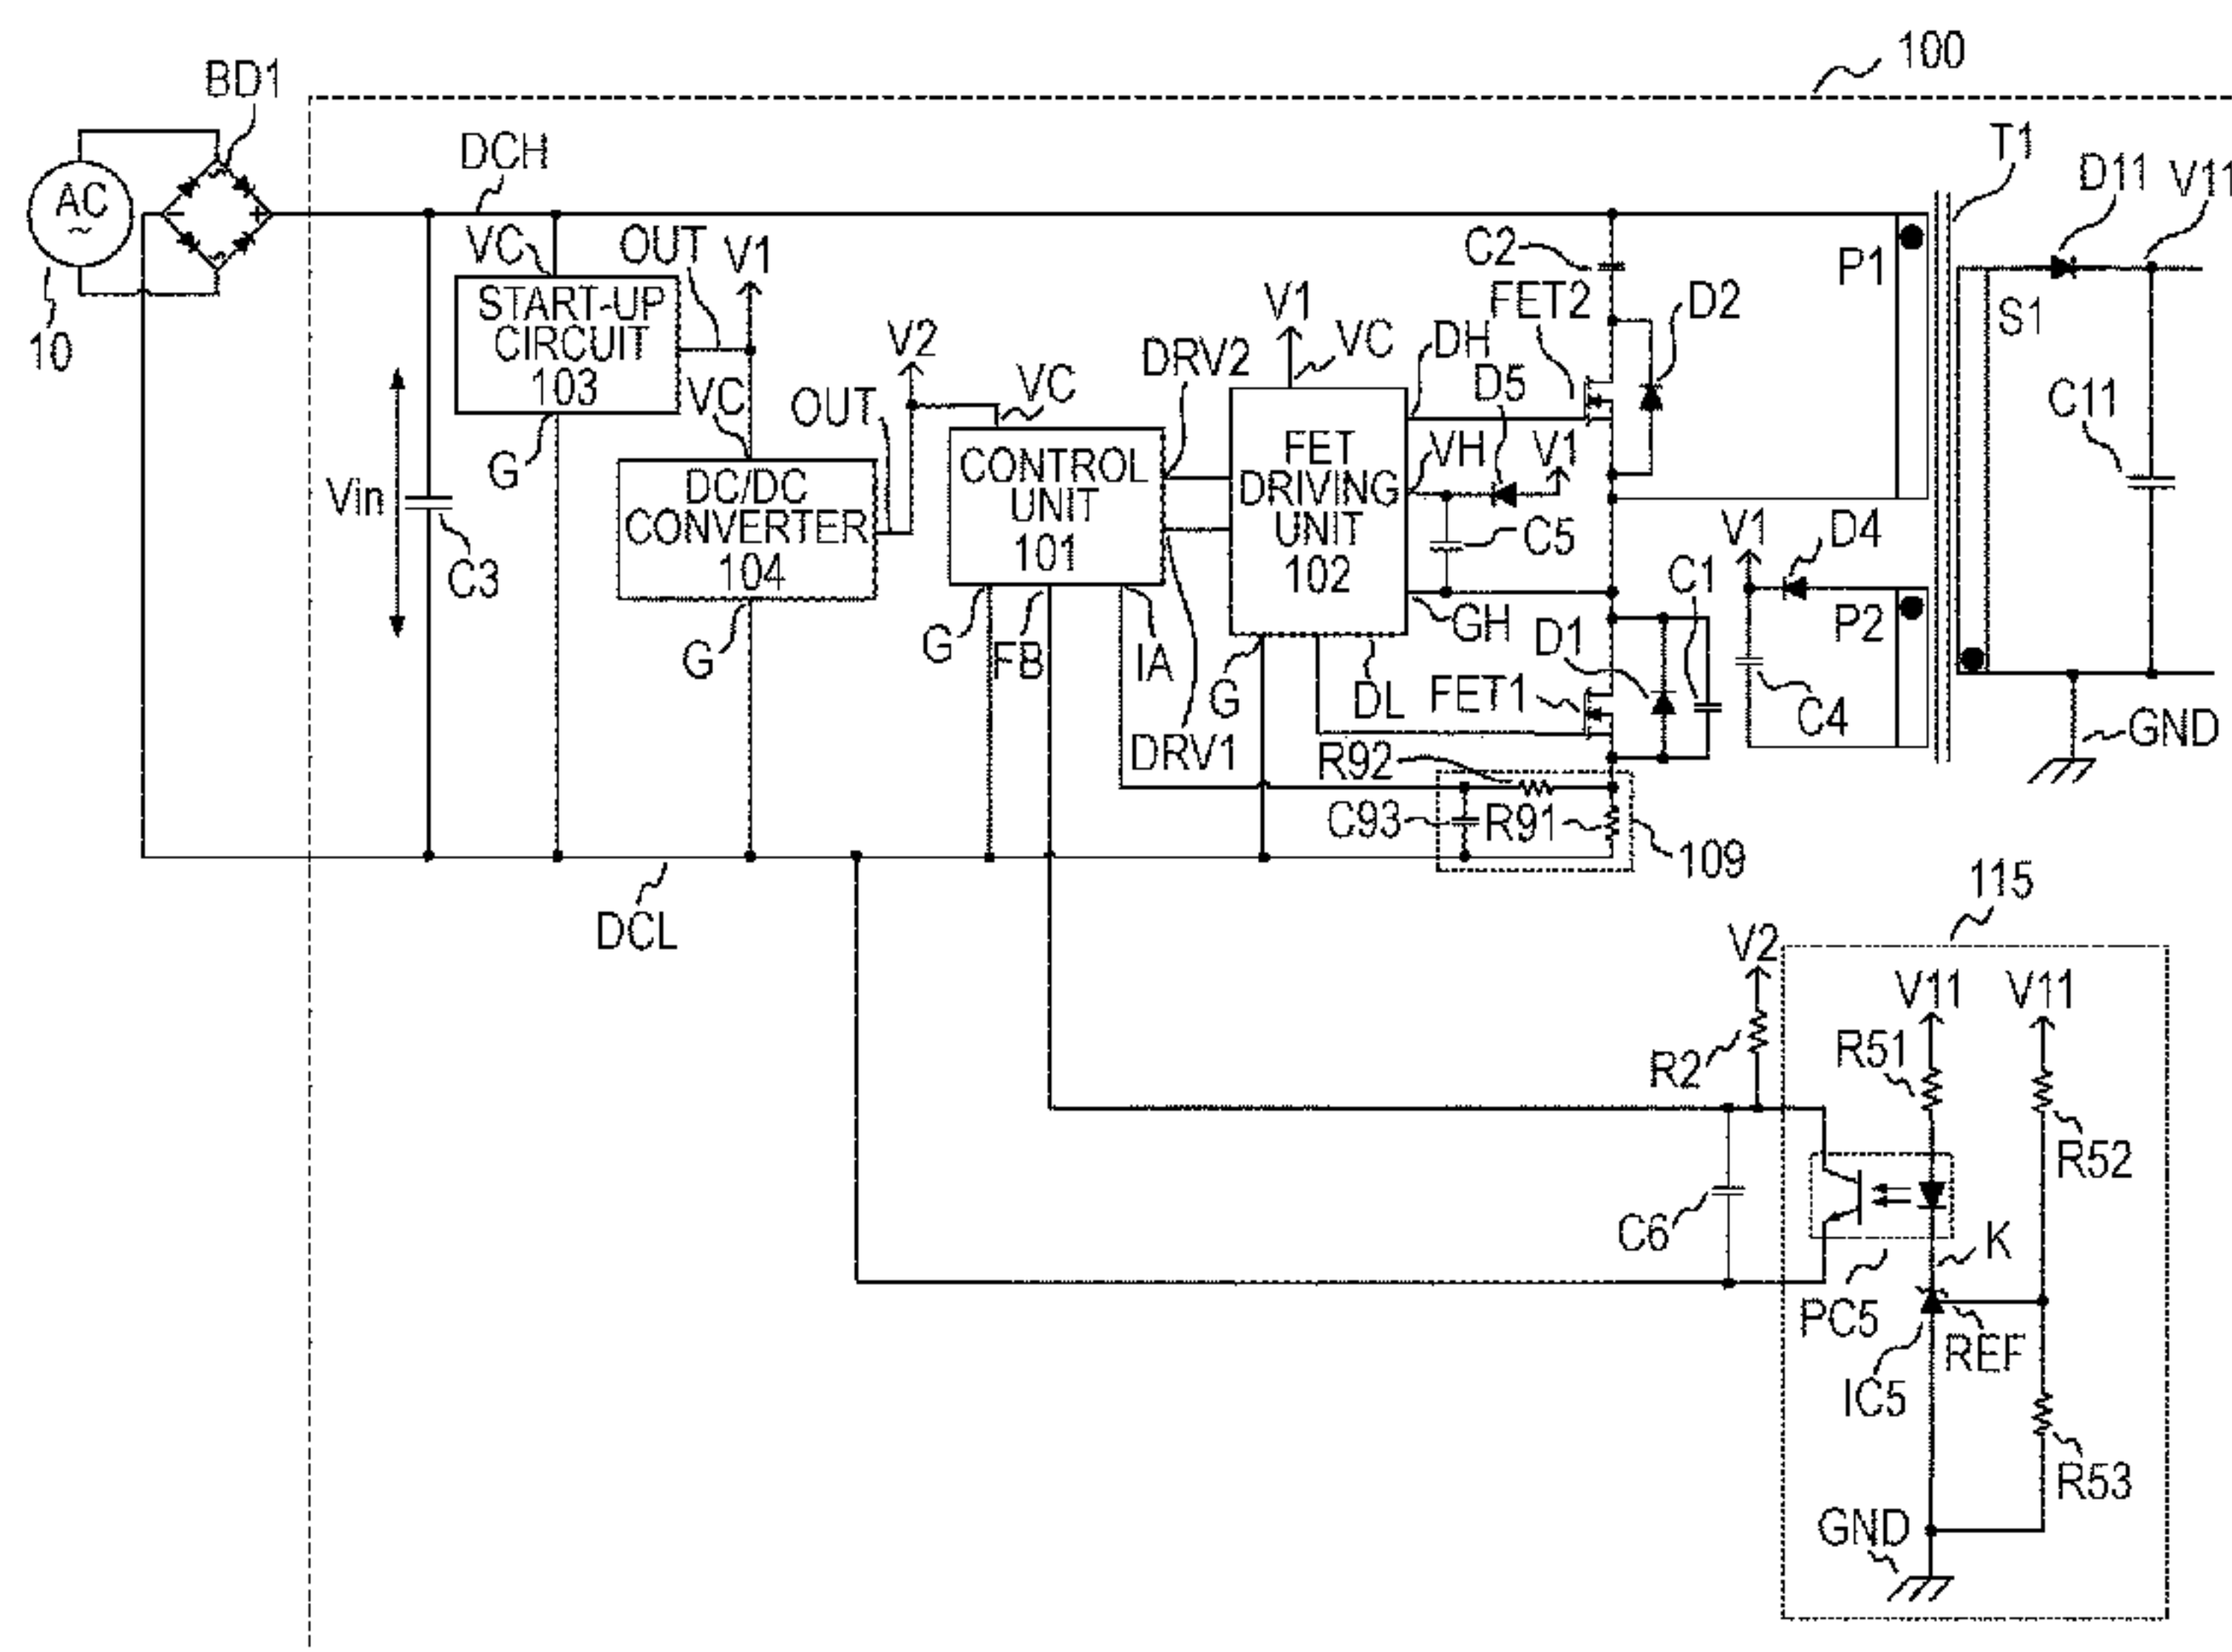 100
BD1
DCH
T1
D11
V11
AC
~
10
VC
OUT
V1
START-UP
CIRCUIT
103
G
Vin
C3
VC
OUT
V2
DC/DC
CONVERTER
104
G
VC
CONTROL
UNIT
101
G
FB
IA
DRV2
DRV1
V1
VC
FET
DRIVING
UNIT
102
G
DL
DH
D5
VH
V1
C5
GH
C2
FET2
D2
P1
S1
C11
V1
D4
C1
P2
C4
D1
FET1
GND
R92
C93
R91
109
DCL
115
V2
R2
V11
V11
R51
R52
C6
K
PC5
REF
IC5
R53
GND